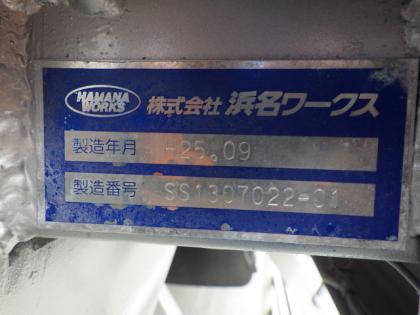 HAMANA WORKS 株式会社 浜名ワークス
製造年月 -25.09
製造番号 SS1307022-01